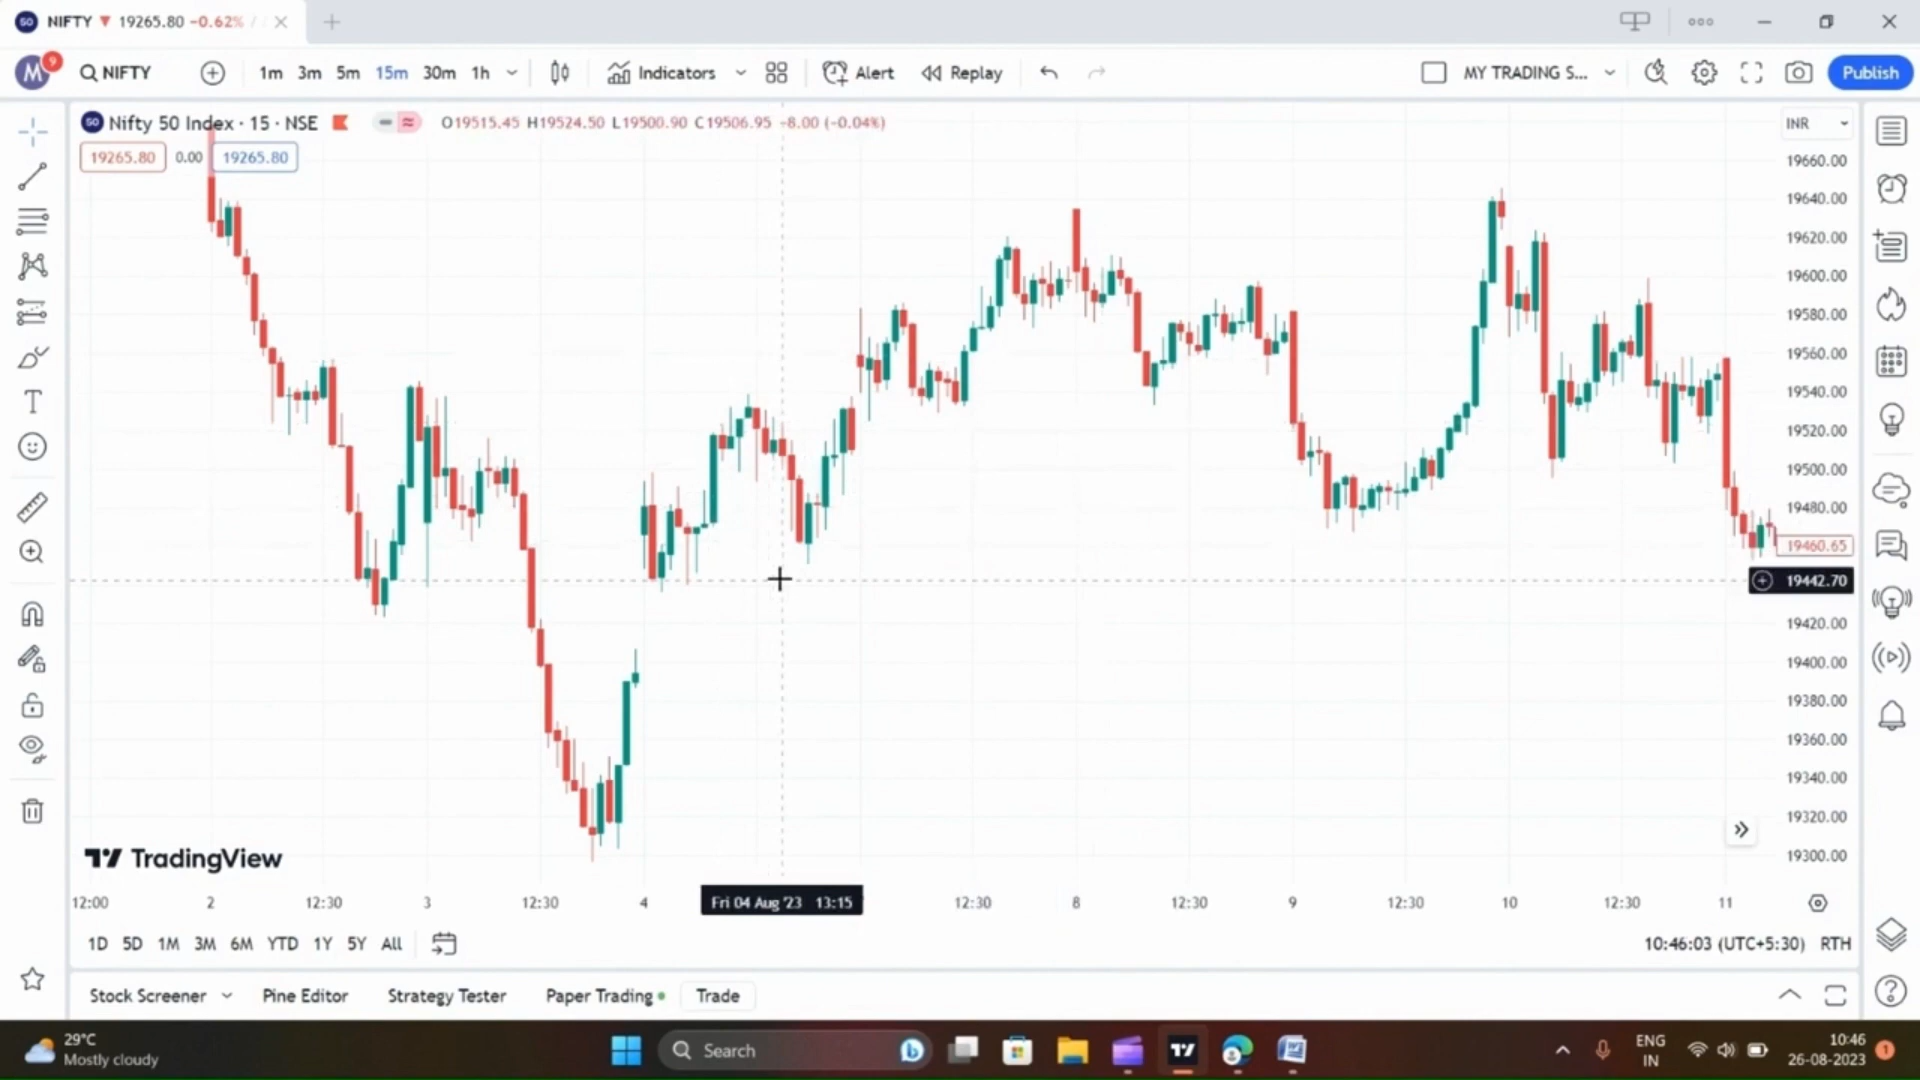 50 NIFTY 19265.80 -0.62% /
M 9 NIFTY 1m 3m 5m 15m 30m 1h Indicators Alert Replay MY TRADING S... Publish
50 Nifty 50 Index · 15 · NSE O19515.45 H19524.50 L19500.90 C19506.95 -8.00 (-0.04%) INR
19265.80 0.00 19265.80
19660.00
19640.00
19620.00
19600.00
19580.00
19560.00
19540.00
19520.00
19500.00
19480.00
19460.65
19442.70
19420.00
19400.00
19380.00
19360.00
19340.00
19320.00
19300.00
TradingView
12:00 2 12:30 3 12:30 4 Fri 04 Aug '23 13:15 12:30 8 12:30 9 12:30 10 12:30 11
1D 5D 1M 3M 6M YTD 1Y 5Y All 10:46:03 (UTC+5:30) RTH
Stock Screener Pine Editor Strategy Tester Paper Trading Trade
29°C
Mostly cloudy
Search
ENG
IN
10:46
26-08-2023
1